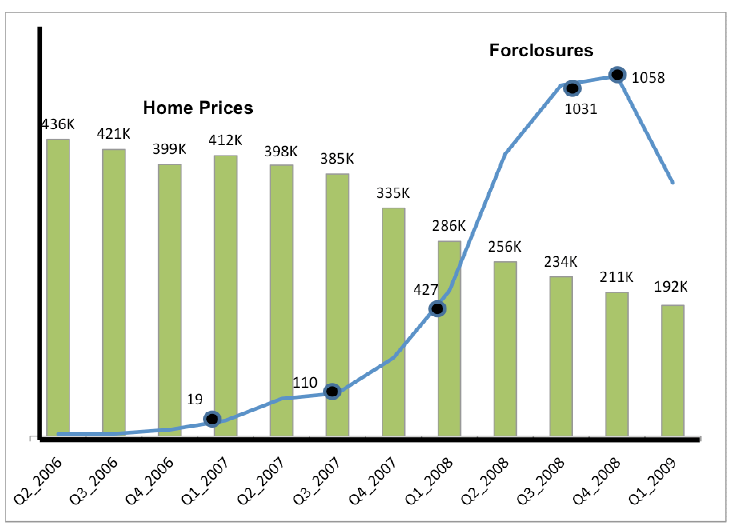 Forclosures
1058
1031
Home Prices
436K
421K
399K
412K
398K
385K
335K
286K
256K
234K
211K
192K
427
110
19
Q2_2006
Q3_2006
Q4_2006
Q1_2007
Q2_2007
Q3_2007
Q4_2007
Q1_2008
Q2_2008
Q3_2008
Q4_2008
Q1_2009